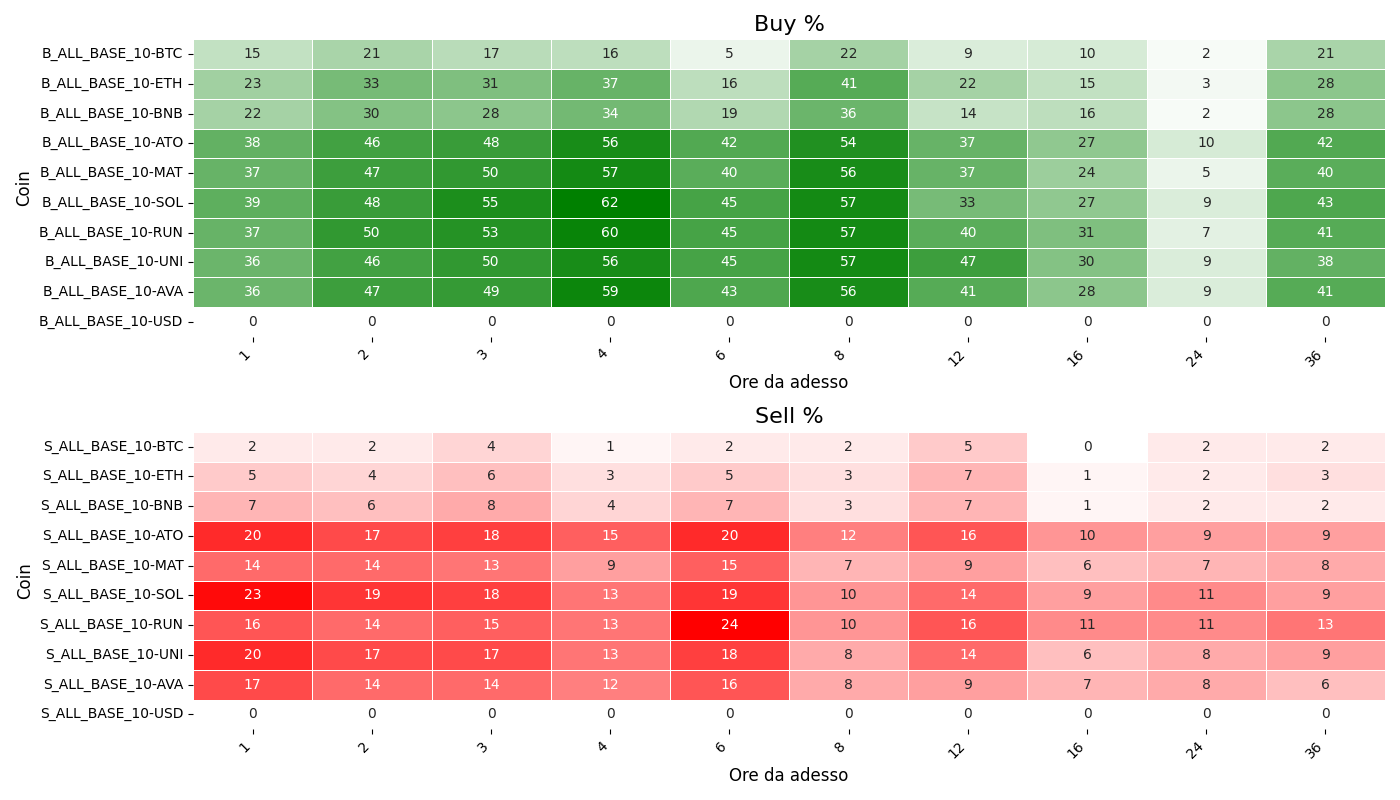 Buy %
Coin
B_ALL_BASE_10-BTC 15 21 17 16 5 22 9 10 2 21
B_ALL_BASE_10-ETH 23 33 31 37 16 41 22 15 3 28
B_ALL_BASE_10-BNB 22 30 28 34 19 36 14 16 2 28
B_ALL_BASE_10-ATO 38 46 48 56 42 54 37 27 10 42
B_ALL_BASE_10-MAT 37 47 50 57 40 56 37 24 5 40
B_ALL_BASE_10-SOL 39 48 55 62 45 57 33 27 9 43
B_ALL_BASE_10-RUN 37 50 53 60 45 57 40 31 7 41
B_ALL_BASE_10-UNI 36 46 50 56 45 57 47 30 9 38
B_ALL_BASE_10-AVA 36 47 49 59 43 56 41 28 9 41
B_ALL_BASE_10-USD 0 0 0 0 0 0 0 0 0 0
1 2 3 4 6 8 12 16 24 36
Ore da adesso
Sell %
Coin
S_ALL_BASE_10-BTC 2 2 4 1 2 2 5 0 2 2
S_ALL_BASE_10-ETH 5 4 6 3 5 3 7 1 2 3
S_ALL_BASE_10-BNB 7 6 8 4 7 3 7 1 2 2
S_ALL_BASE_10-ATO 20 17 18 15 20 12 16 10 9 9
S_ALL_BASE_10-MAT 14 14 13 9 15 7 9 6 7 8
S_ALL_BASE_10-SOL 23 19 18 13 19 10 14 9 11 9
S_ALL_BASE_10-RUN 16 14 15 13 24 10 16 11 11 13
S_ALL_BASE_10-UNI 20 17 17 13 18 8 14 6 8 9
S_ALL_BASE_10-AVA 17 14 14 12 16 8 9 7 8 6
S_ALL_BASE_10-USD 0 0 0 0 0 0 0 0 0 0
1 2 3 4 6 8 12 16 24 36
Ore da adesso